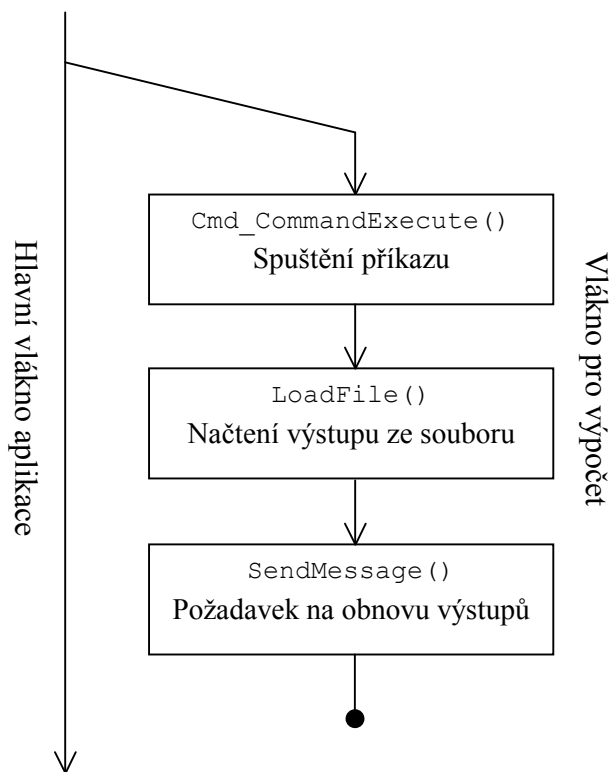 Hlavní vlákno aplikace
Cmd_CommandExecute()
Spuštění příkazu
LoadFile()
Načtení výstupu ze souboru
SendMessage()
Požadavek na obnovu výstupů
Vlákno pro výpočet